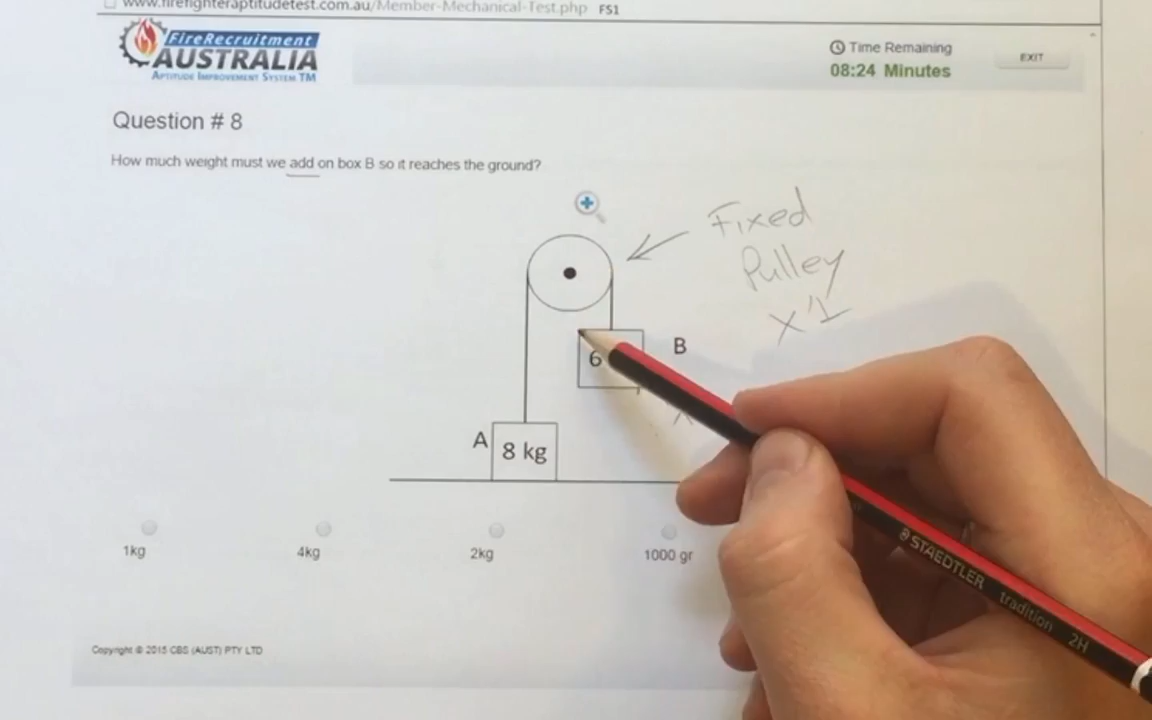 www.firefighteraptitudetest.com.au/Member-Mechanical-Test.php FS1
FireRecruitment
AUSTRALIA
APTITUDE IMPROVEMENT SYSTEM TM
Time Remaining
08:24 Minutes
EXIT
Question # 8
How much weight must we add on box B so it reaches the ground?
Fixed
Pulley
x1
6
B
A
8 kg
1kg
4kg
2kg
1000 gr
STAEDTLER tradition 2H
Copyright © 2015 CBS (AUST) PTY LTD